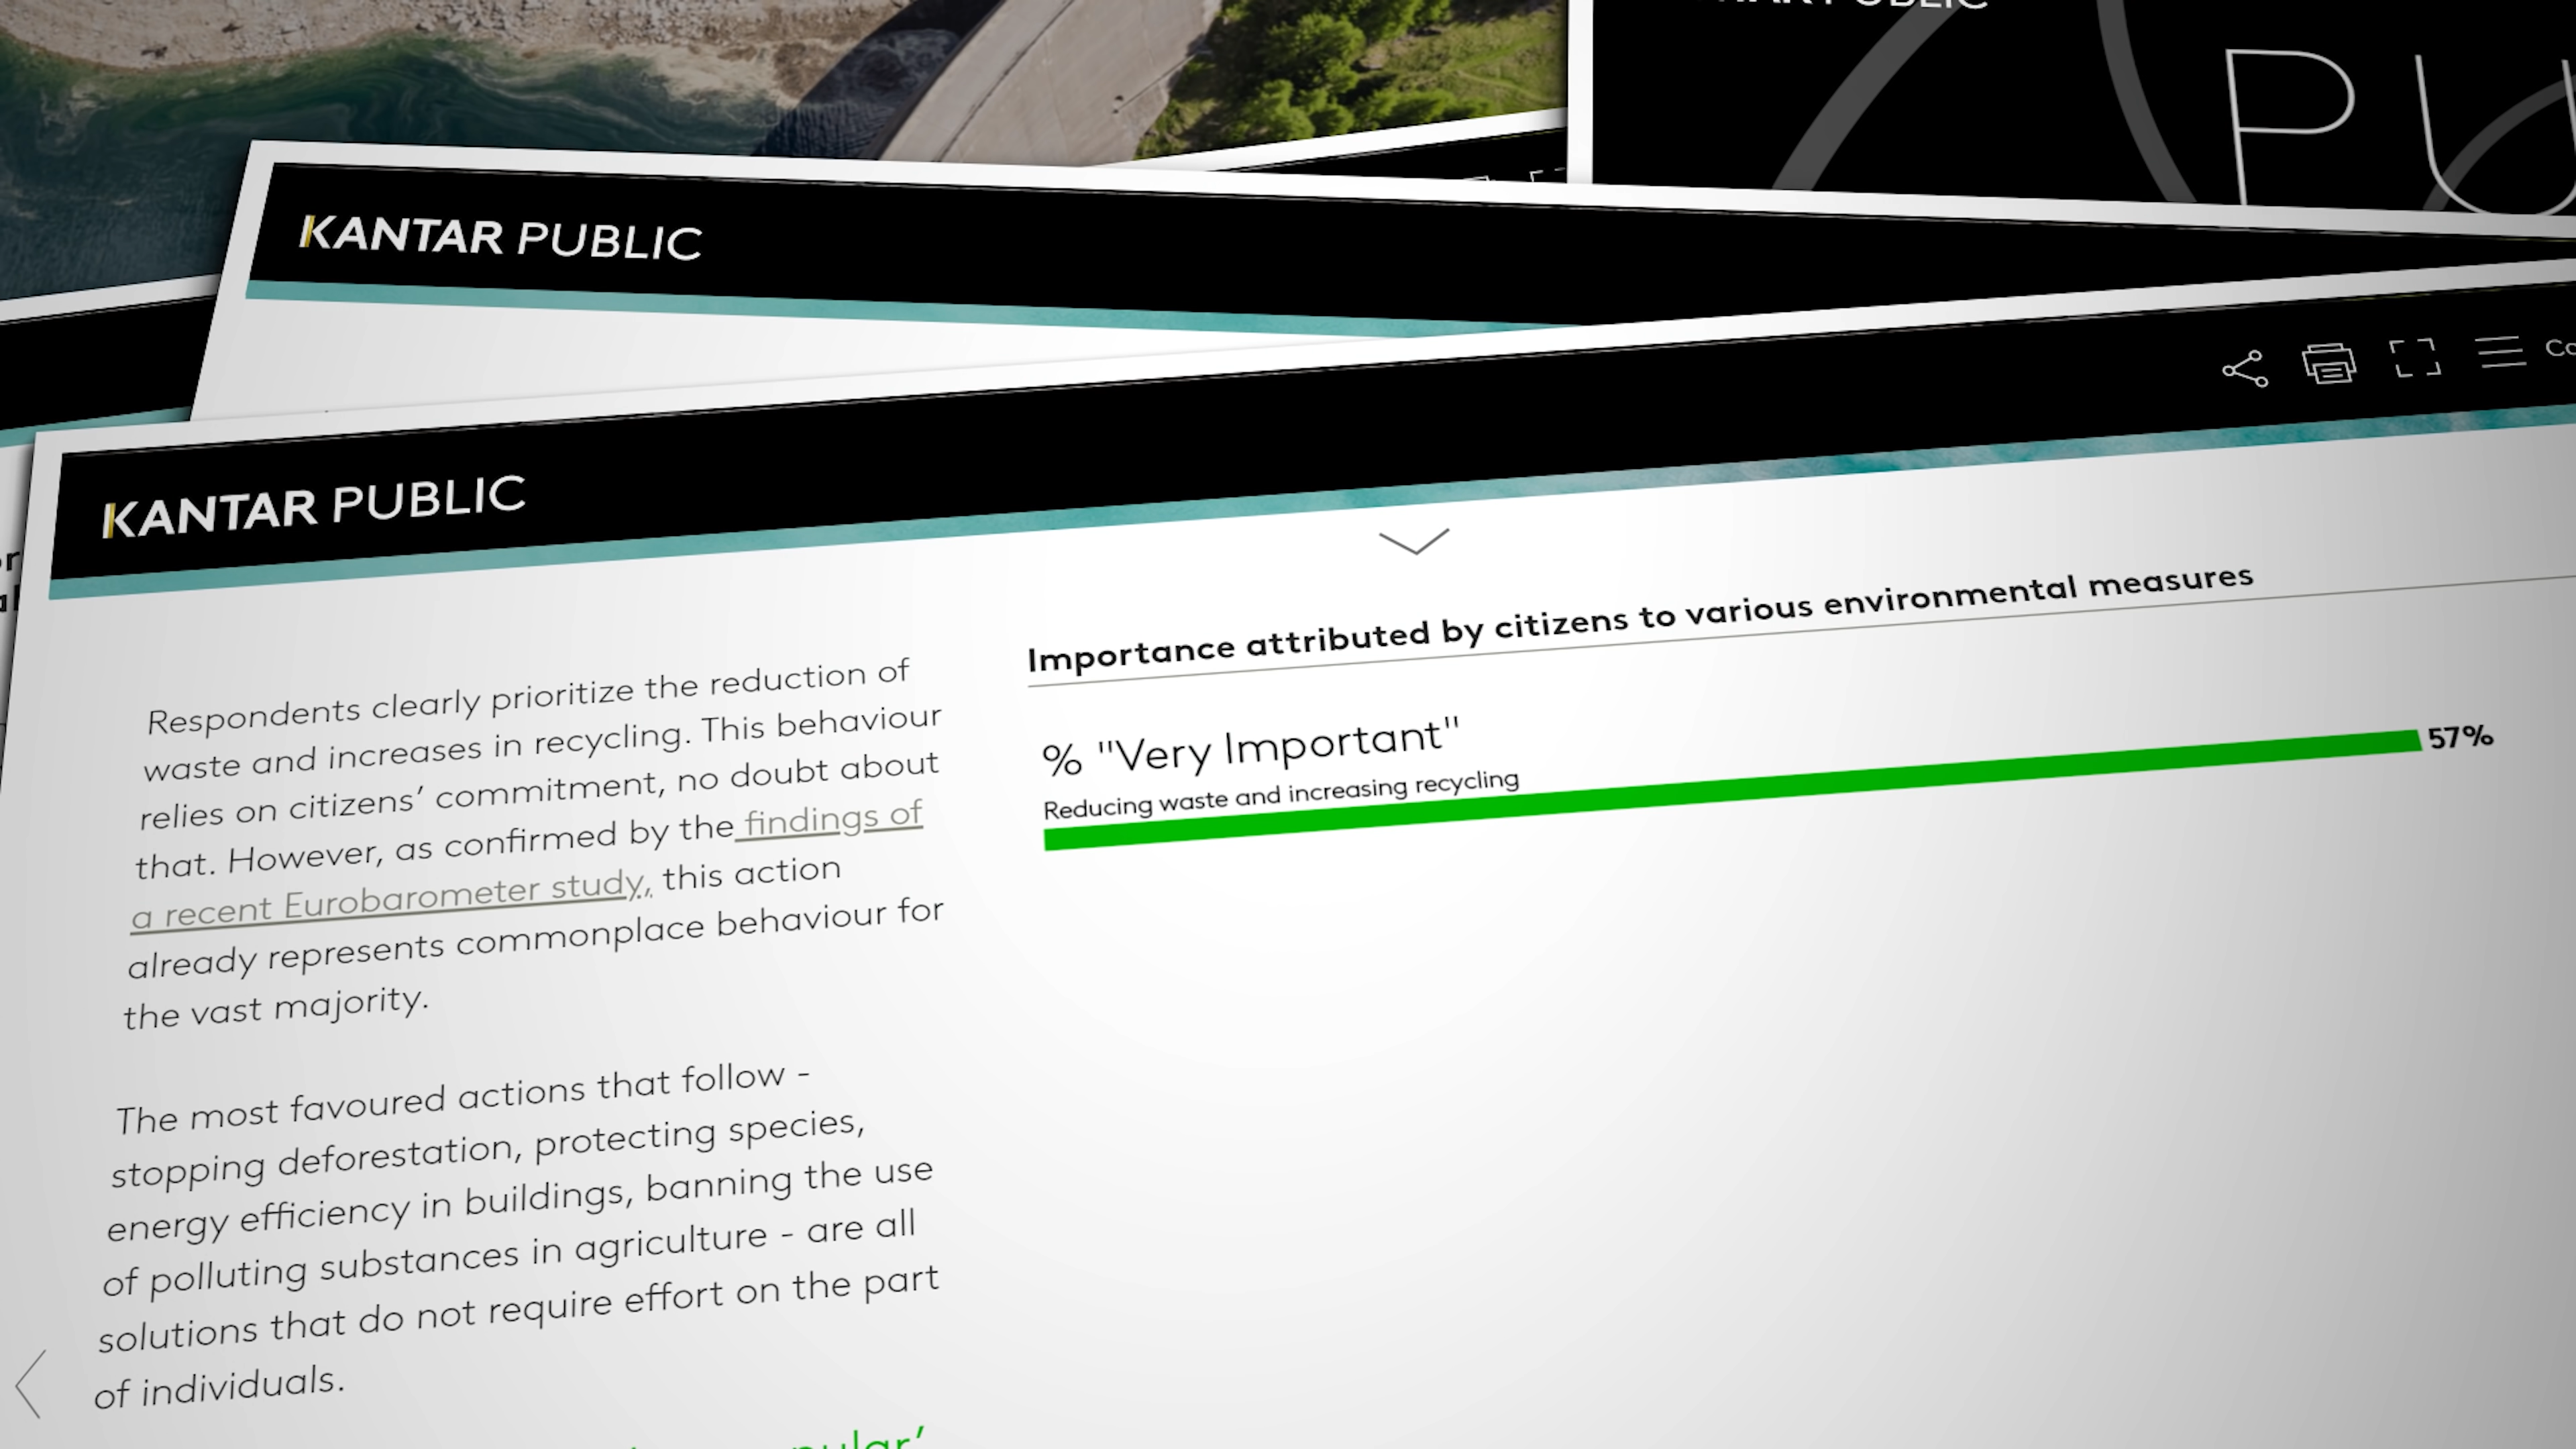 PUBLIC
PU
KANTAR PUBLIC
KANTAR PUBLIC
Respondents clearly prioritize the reduction of
waste and increases in recycling. This behaviour
relies on citizens’ commitment, no doubt about
that. However, as confirmed by the findings of
a recent Eurobarometer study, this action
already represents commonplace behaviour for
the vast majority.
The most favoured actions that follow -
stopping deforestation, protecting species,
energy efficiency in buildings, banning the use
of polluting substances in agriculture - are all
solutions that do not require effort on the part
of individuals.
Importance attributed by citizens to various environmental measures
% "Very Important"
Reducing waste and increasing recycling
57%